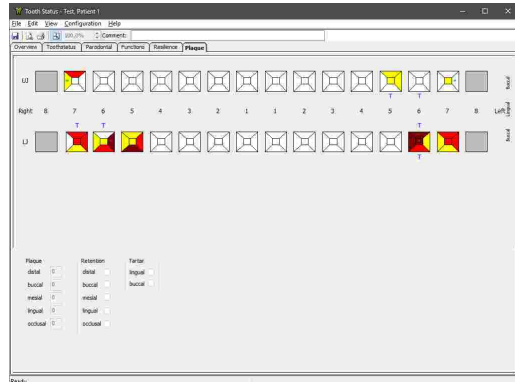 Tooth Status - Test, Patient 1
File Edit View Configuration Help
100,0% Comment:
Overview Toothstatus Parodontal Functions Resilience Plaque
UJ Buccal
T T
Right 8 7 6 5 4 3 2 1 1 2 3 4 5 6 7 8 Left Lingual
T T T
LJ Buccal
T
Plaque Retention Tartar
distal 0 distal lingual
buccal 0 buccal buccal
mesial 0 mesial
lingual 0 lingual
occlusal 0 occlusal
Ready